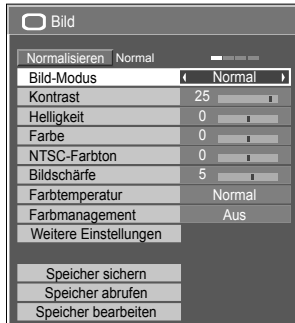 Bild
Normalisieren Normal
Bild-Modus Normal
Kontrast 25
Helligkeit 0
Farbe 0
NTSC-Farbton 0
Bildschärfe 5
Farbtemperatur Normal
Farbmanagement Aus
Weitere Einstellungen
Speicher sichern
Speicher abrufen
Speicher bearbeiten